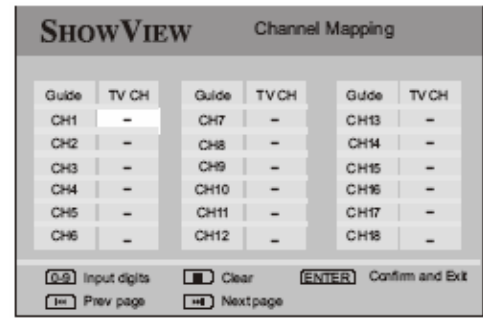 SHOWVIEW Channel Mapping
Guide TV CH Guide TV CH Guide TV CH
CH1 – CH7 – CH13 –
CH2 – CH8 – CH14 –
CH3 – CH9 – CH15 –
CH4 – CH10 – CH16 –
CH5 – CH11 – CH17 –
CH6 – CH12 – CH18 –
0-9 Input digits Clear ENTER Confirm and Exit
Prev page Next page